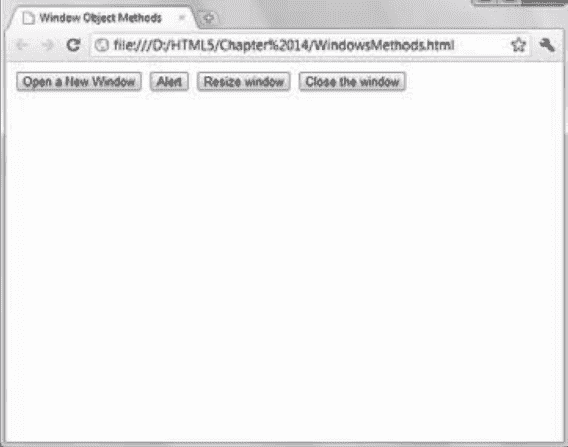 Window Object Methods
file:///D:/HTML5/Chapter%2014/WindowsMethods.html
Open a New Window Alert Resize window Close the window